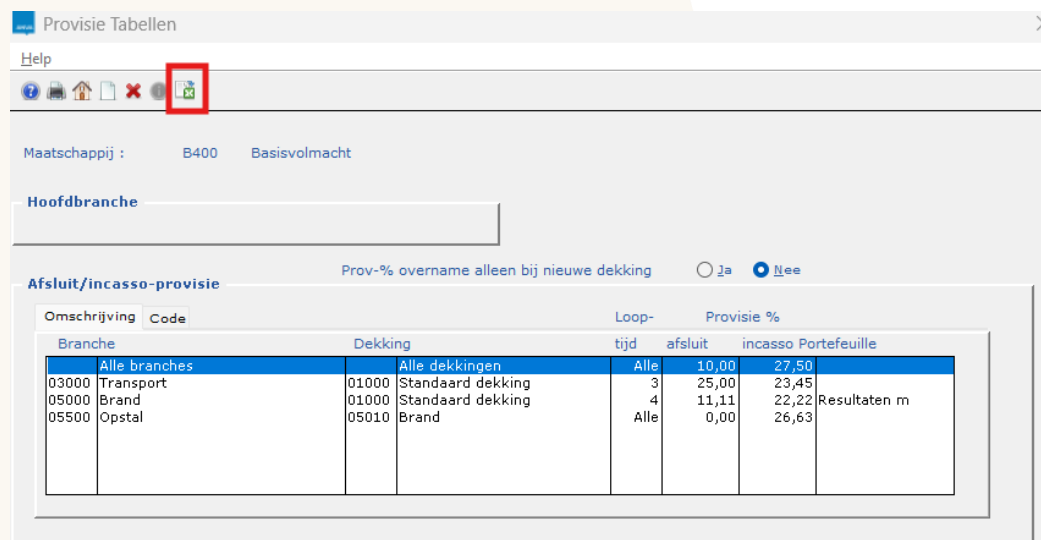 Provisie Tabellen
Help
Maatschappij : B400 Basisvolmacht
Hoofdbranche
Prov-% overname alleen bij nieuwe dekking Ja Nee
Afsluit/incasso-provisie
Omschrijving Code Loop- Provisie %
Branche Dekking tijd afsluit incasso Portefeuille
Alle branches Alle dekkingen Alle 10,00 27,50
03000 Transport 01000 Standaard dekking 3 25,00 23,45
05000 Brand 01000 Standaard dekking 4 11,11 22,22 Resultaten m
05500 Opstal 05010 Brand Alle 0,00 26,63